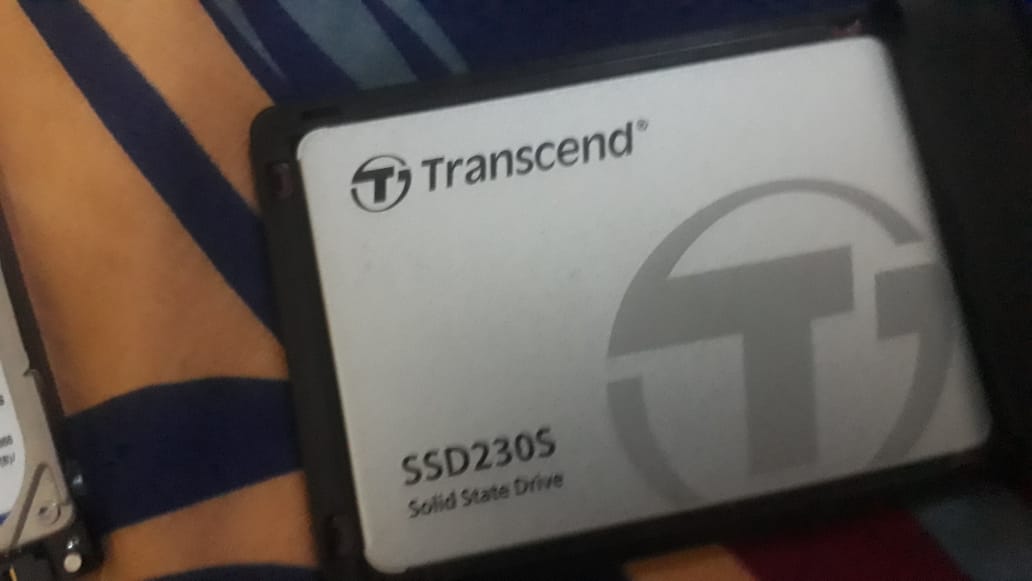 Transcend®
SSD230S
Solid State Drive